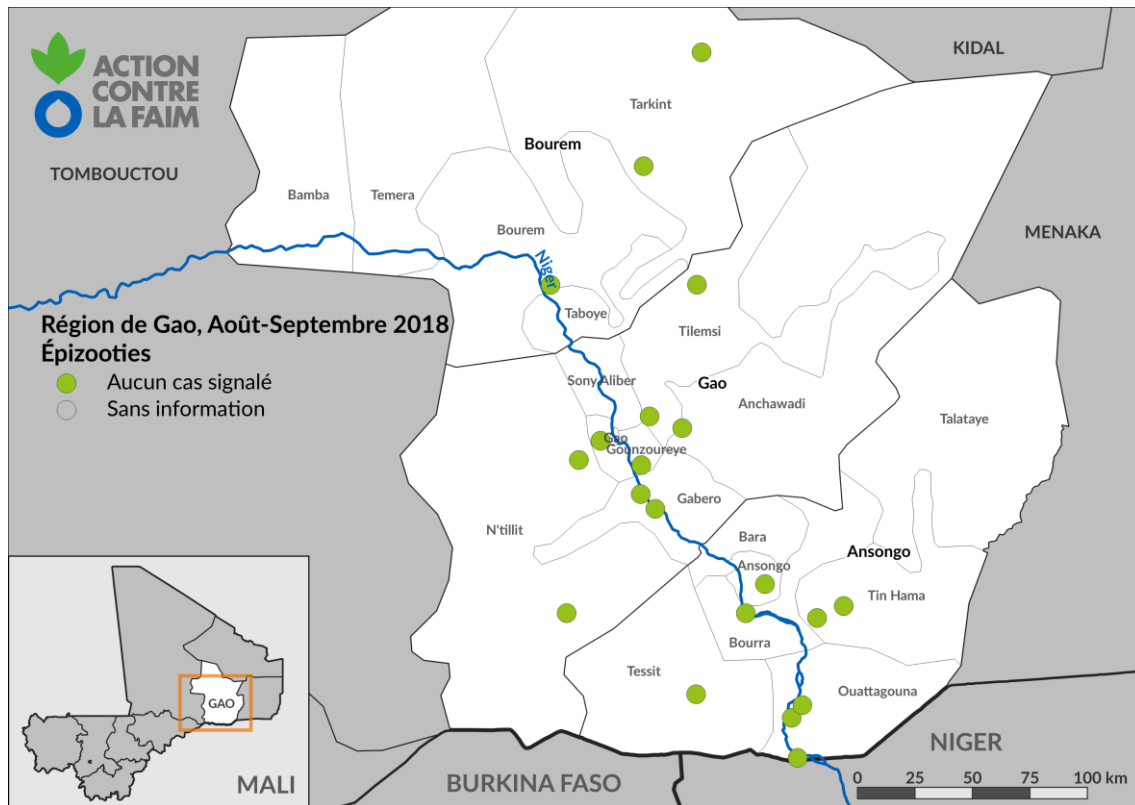 ACTION
CONTRE
LA FAIM
KIDAL
Tarkint
Bourem
TOMBOUCTOU
Bamba
Temera
Bourem
MENAKA
Niger
Taboye
Région de Gao, Août-Septembre 2018
Épizooties
Aucun cas signalé
Sans information
Tilemsi
Sony Aliber
Gao
Anchawadi
Talataye
Gao
Gounzoureye
Gabero
N'tillit
Bara
Ansongo
Ansongo
Tin Hama
Bourra
Tessit
Ouattagouna
GAO
MALI
BURKINA FASO
NIGER
0 25 50 75 100 km